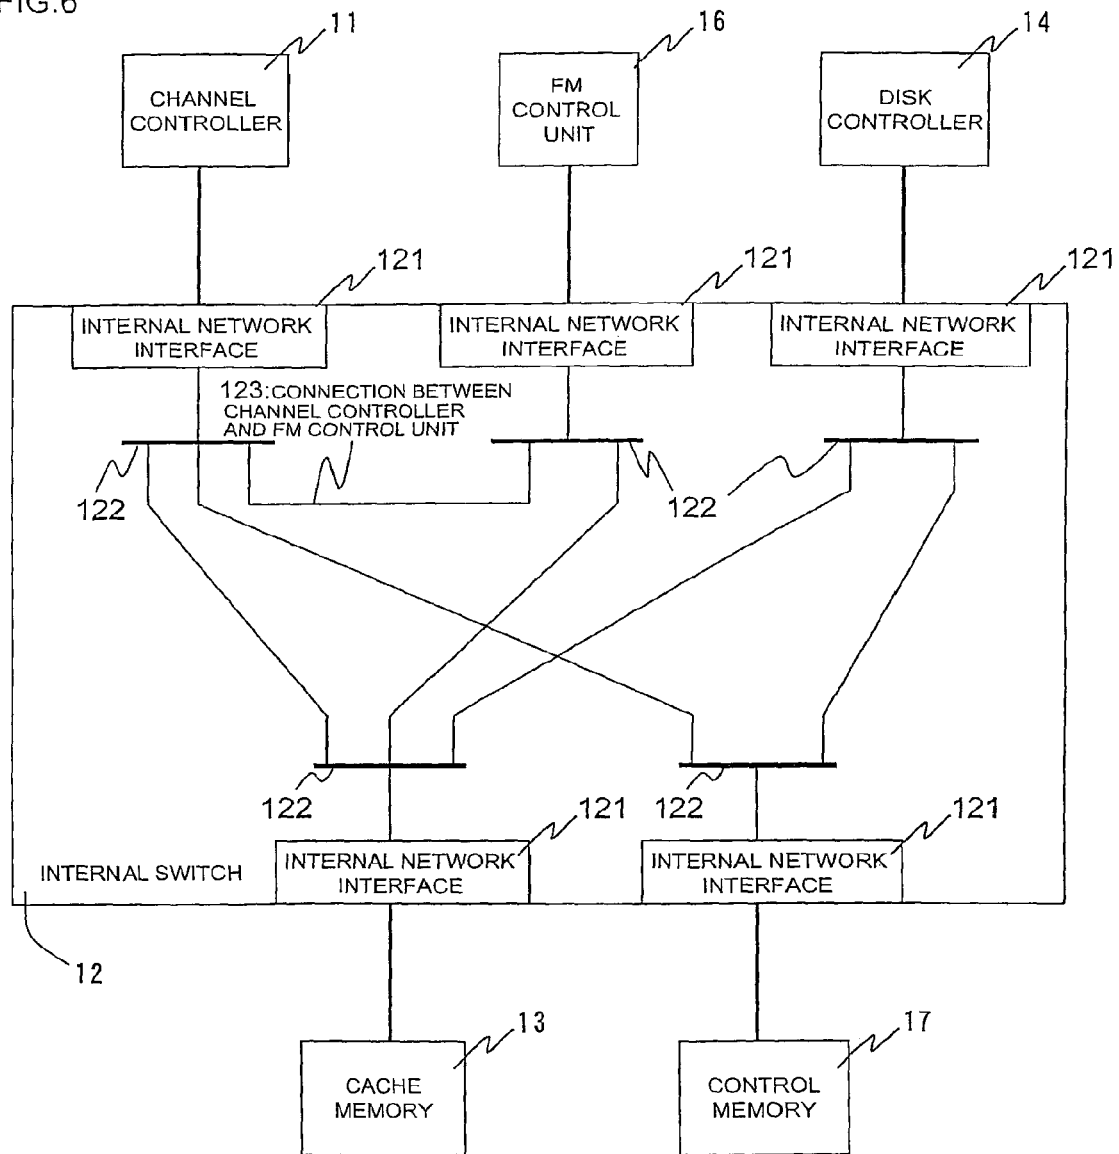 FIG.6
11
16
14
CHANNEL
CONTROLLER
FM
CONTROL
UNIT
DISK
CONTROLLER
121
121
121
INTERNAL NETWORK
INTERFACE
INTERNAL NETWORK
INTERFACE
INTERNAL NETWORK
INTERFACE
123:CONNECTION BETWEEN
CHANNEL CONTROLLER
AND FM CONTROL UNIT
122
122
122
122
121
121
INTERNAL SWITCH
INTERNAL NETWORK
INTERFACE
INTERNAL NETWORK
INTERFACE
12
13
17
CACHE
MEMORY
CONTROL
MEMORY